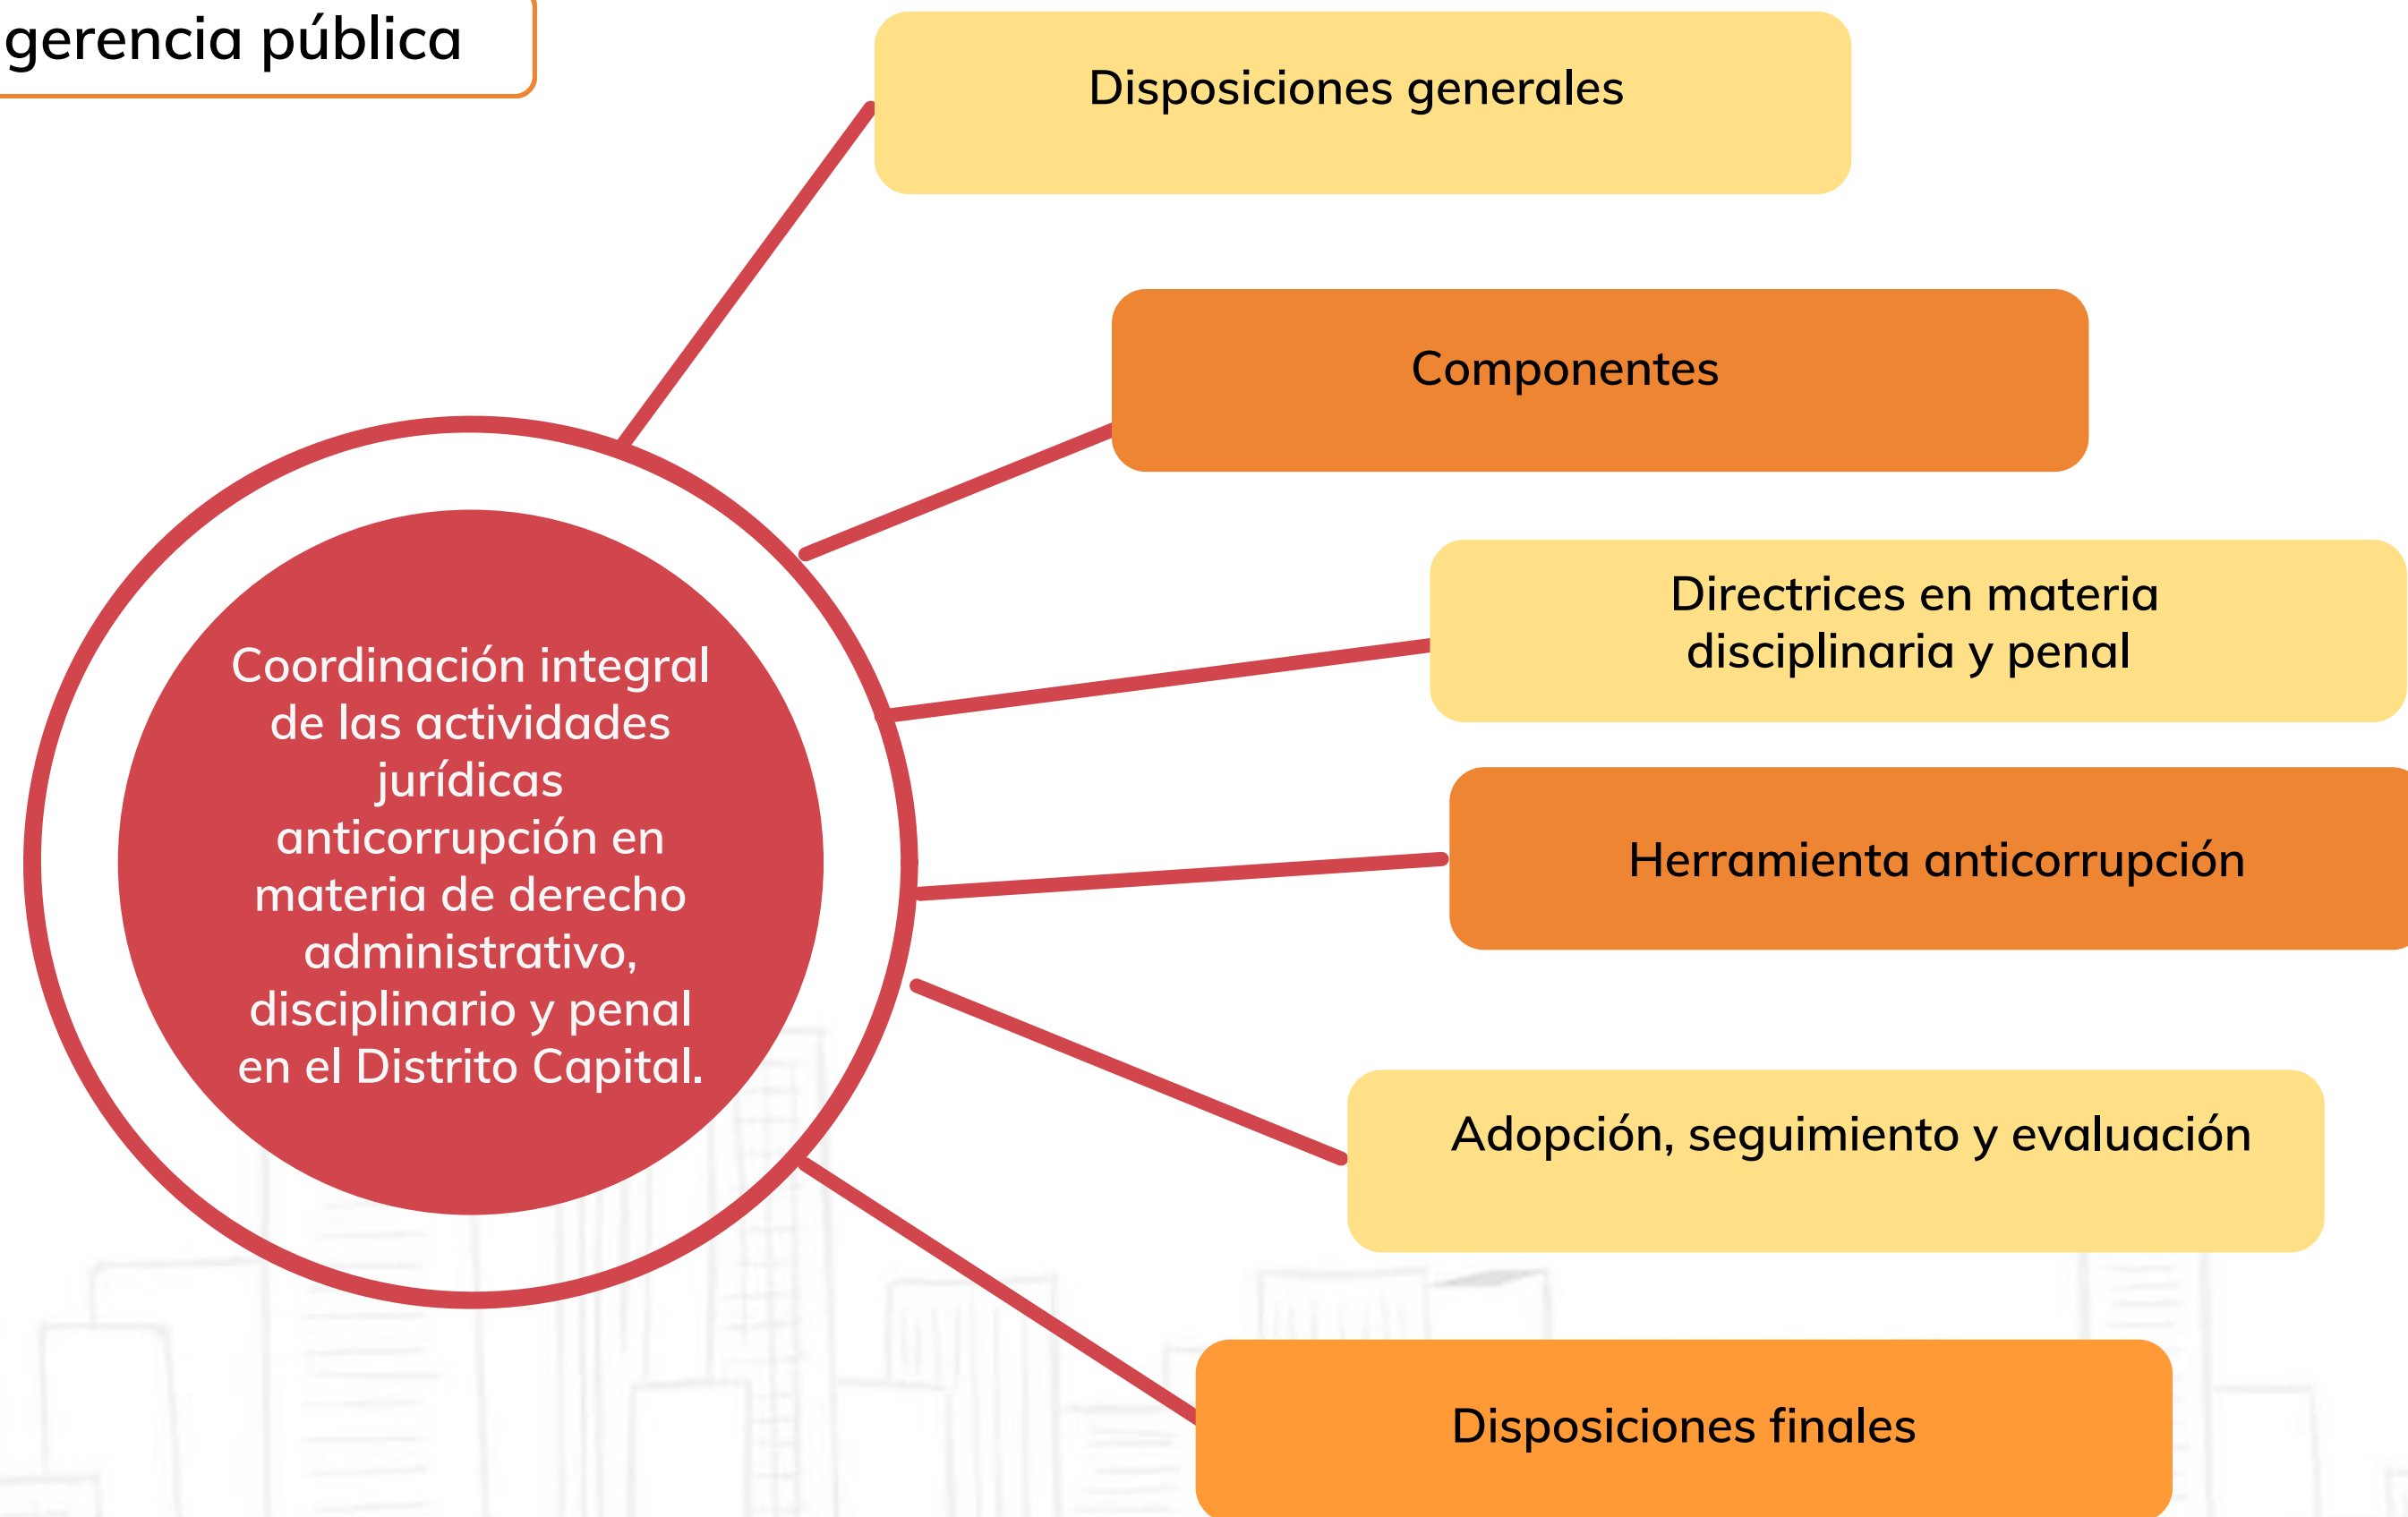 gerencia pública
Disposiciones generales
Componentes
Directrices en materia
disciplinaria y penal
Coordinación integral
de las actividades
jurídicas
anticorrupción en
materia de derecho
administrativo,
disciplinario y penal
en el Distrito Capital.
Herramienta anticorrupción
Adopción, seguimiento y evaluación
Disposiciones finales